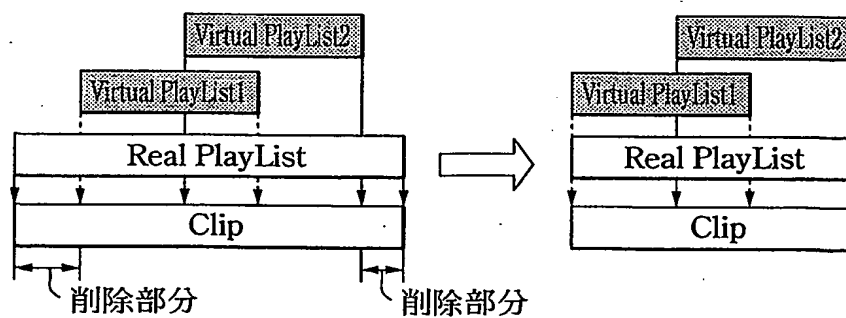 Virtual PlayList2
Virtual PlayList1
Real PlayList
Clip
削除部分
削除部分
Virtual PlayList2
Virtual PlayList1
Real PlayList
Clip